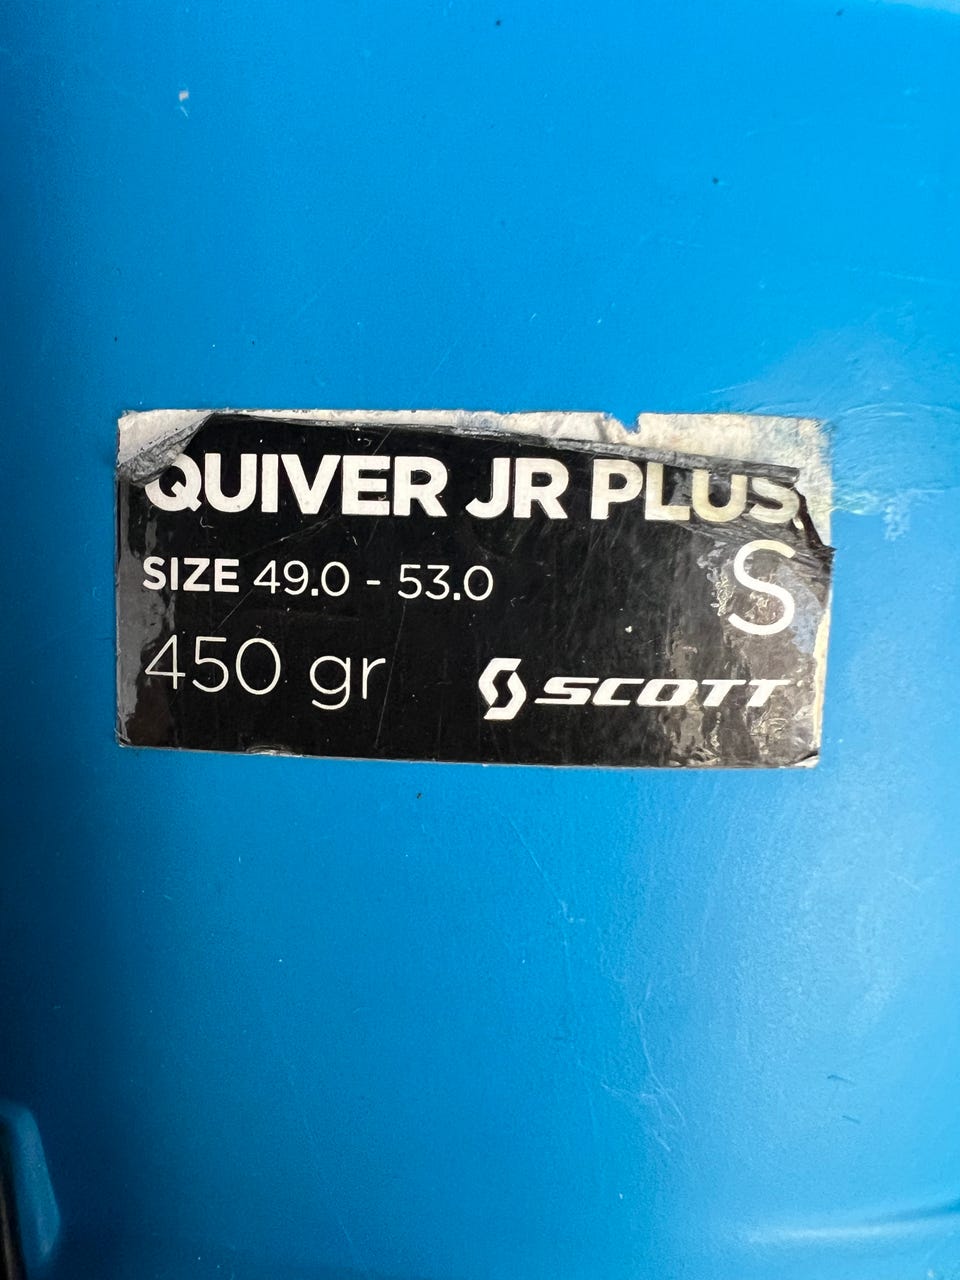 QUIVER JR PLUS
SIZE 49.0 - 53.0
S
450 gr
SCOTT